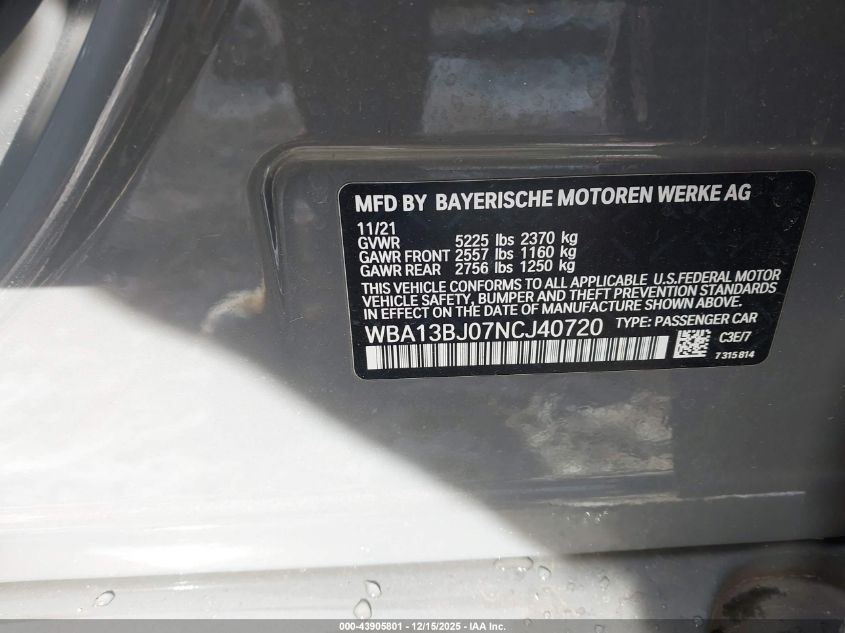 MFD BY BAYERISCHE MOTOREN WERKE AG
11/21
GVWR 5225 lbs 2370 kg
GAWR FRONT 2557 lbs 1160 kg
GAWR REAR 2756 lbs 1250 kg
THIS VEHICLE CONFORMS TO ALL APPLICABLE U.S.FEDERAL MOTOR
VEHICLE SAFETY, BUMPER AND THEFT PREVENTION STANDARDS
IN EFFECT ON THE DATE OF MANUFACTURE SHOWN ABOVE.
WBA13BJ07NCJ40720 TYPE: PASSENGER CAR
C3E/7
7 315 814
000-43905801 - 12/15/2025 - IAA Inc.